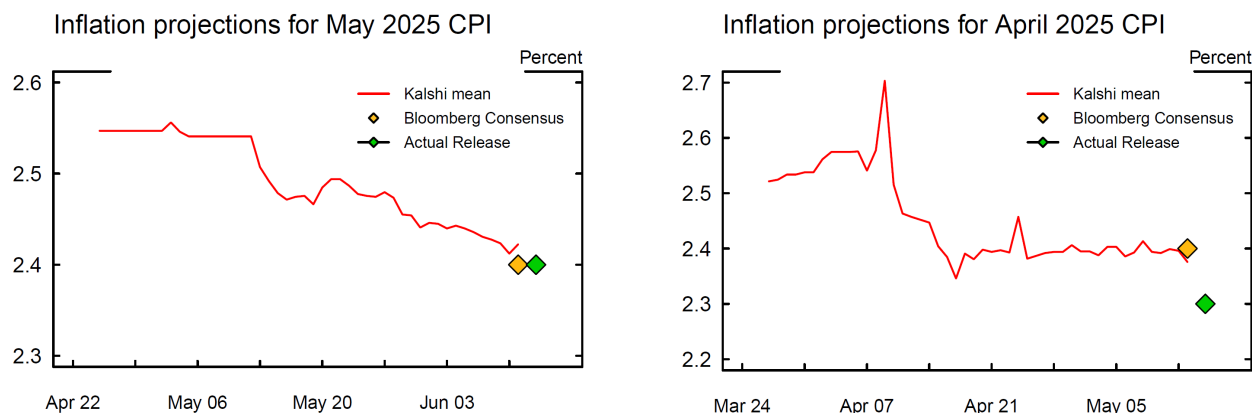 Inflation projections for May 2025 CPI
Percent
2.6
2.5
2.4
2.3
Kalshi mean
Bloomberg Consensus
Actual Release
Apr 22 May 06 May 20 Jun 03
Inflation projections for April 2025 CPI
Percent
2.7
2.6
2.5
2.4
2.3
2.2
Kalshi mean
Bloomberg Consensus
Actual Release
Mar 24 Apr 07 Apr 21 May 05